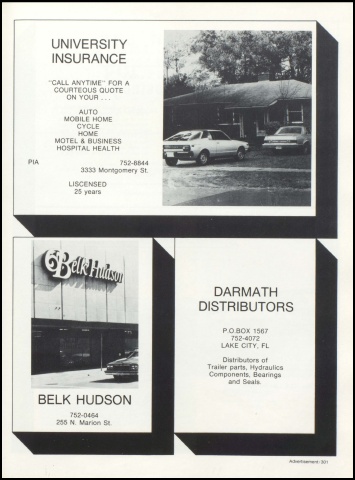 UNIVERSITY
INSURANCE
"CALL ANYTIME" FOR A
COURTEOUS QUOTE
ON YOUR . . .
AUTO
MOBILE HOME
CYCLE
HOME
MOTEL & BUSINESS
HOSPITAL HEALTH
PIA 752-8844
3333 Montgomery St.
LISCENSED
25 years
Belk Hudson
BELK HUDSON
752-0464
255 N. Marion St.
DARMATH
DISTRIBUTORS
P.O.BOX 1567
752-4072
LAKE CITY, FL
Distributors of
Trailer parts, Hydraulics
Components, Bearings
and Seals.
Advertisement/201